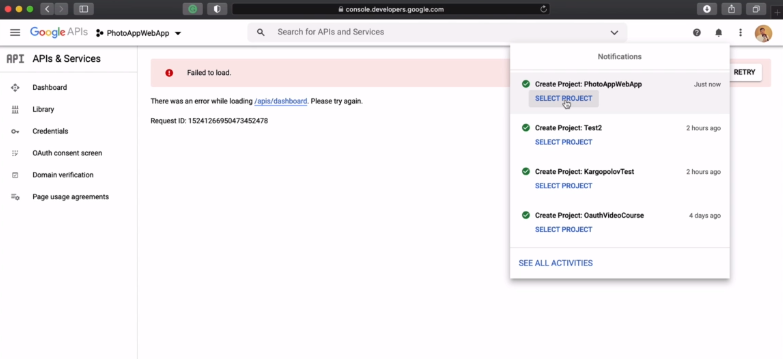 console.developers.google.com
Google APIs
PhotoAppWebApp
Search for APIs and Services
API APIs & Services
Dashboard
Library
Credentials
OAuth consent screen
Domain verification
Page usage agreements
Failed to load.
RETRY
There was an error while loading /apis/dashboard. Please try again.
Request ID: 15241266950473452478
Notifications
Create Project: PhotoAppWebApp Just now
SELECT PROJECT
Create Project: Test2 2 hours ago
SELECT PROJECT
Create Project: KargopolovTest 2 hours ago
SELECT PROJECT
Create Project: OauthVideoCourse 4 days ago
SELECT PROJECT
SEE ALL ACTIVITIES